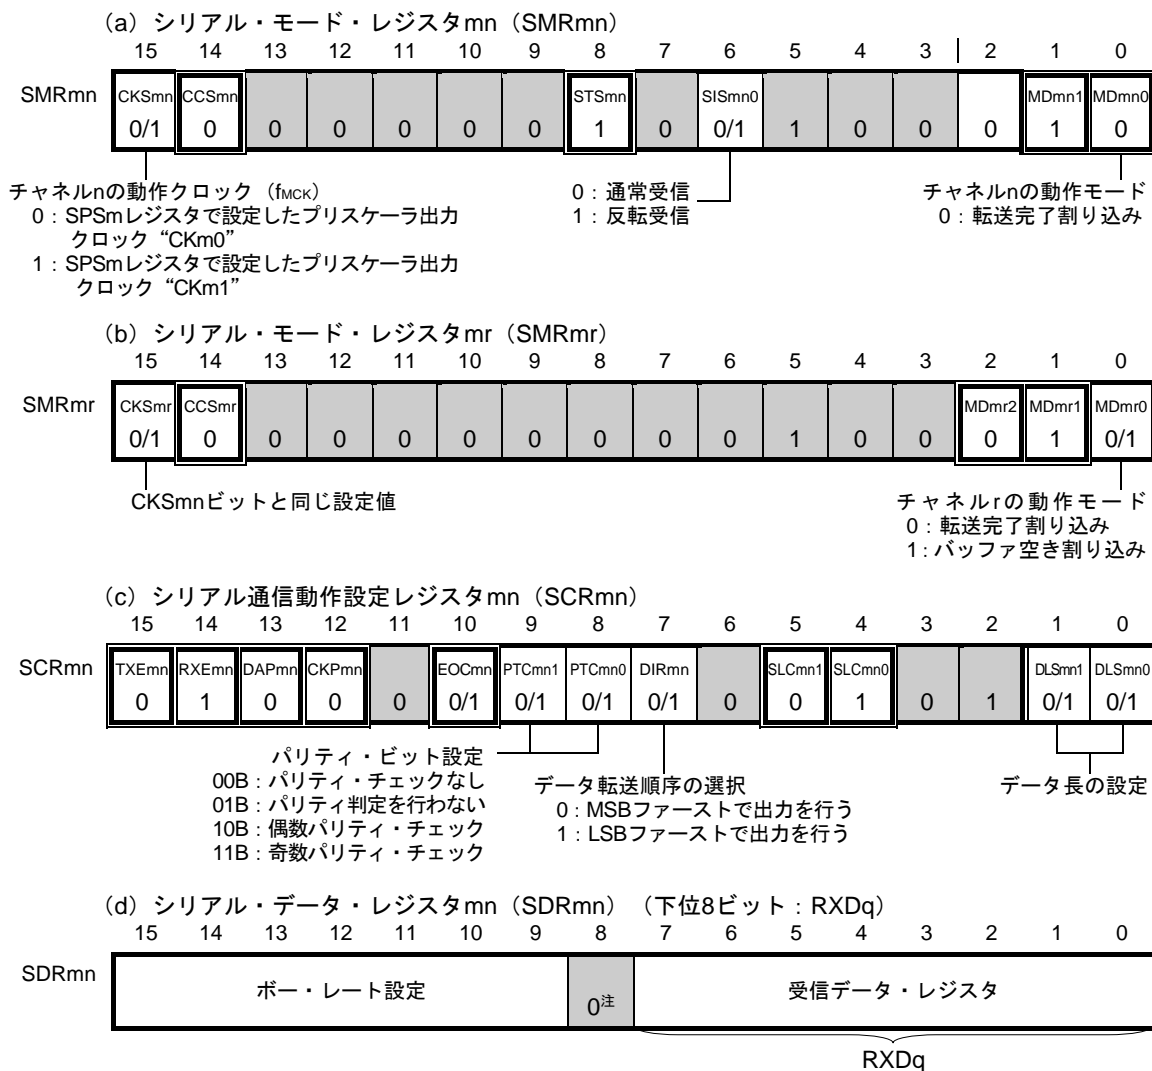 (a) シリアル・モード・レジスタmn（SMRmn）
15 14 13 12 11 10 9 8 7 6 5 4 3 2 1 0
SMRmn
CKSmn CCSmn STSmn SISmn0 MDmn1 MDmn0
0/1 0 0 0 0 0 0 1 0 0/1 1 0 0 0 1 0
チャネルnの動作クロック（fMCK）
0：SPSmレジスタで設定したプリスケーラ出力
クロック“CKm0”
1：SPSmレジスタで設定したプリスケーラ出力
クロック“CKm1”
0：通常受信
1：反転受信
チャネルnの動作モード
0：転送完了割り込み
(b) シリアル・モード・レジスタmr（SMRmr）
15 14 13 12 11 10 9 8 7 6 5 4 3 2 1 0
SMRmr
CKSmr CCSmr MDmr2 MDmr1 MDmr0
0/1 0 0 0 0 0 0 0 0 0 1 0 0 0 1 0/1
CKSmnビットと同じ設定値
チャネルrの動作モード
0：転送完了割り込み
1：バッファ空き割り込み
(c) シリアル通信動作設定レジスタmn（SCRmn）
15 14 13 12 11 10 9 8 7 6 5 4 3 2 1 0
SCRmn
TXEmn RXEmn DAPmn CKPmn EOCmn PTCmn1 PTCmn0 DIRmn SLCmn1 SLCmn0 DLSmn1 DLSmn0
0 1 0 0 0 0/1 0/1 0/1 0/1 0 0 1 0 1 0/1 0/1
パリティ・ビット設定
00B：パリティ・チェックなし
01B：パリティ判定を行わない
10B：偶数パリティ・チェック
11B：奇数パリティ・チェック
データ転送順序の選択
0：MSBファーストで出力を行う
1：LSBファーストで出力を行う
データ長の設定
(d) シリアル・データ・レジスタmn（SDRmn）（下位8ビット：RXDq）
15 14 13 12 11 10 9 8 7 6 5 4 3 2 1 0
SDRmn
ボー・レート設定 0注 受信データ・レジスタ
RXDq